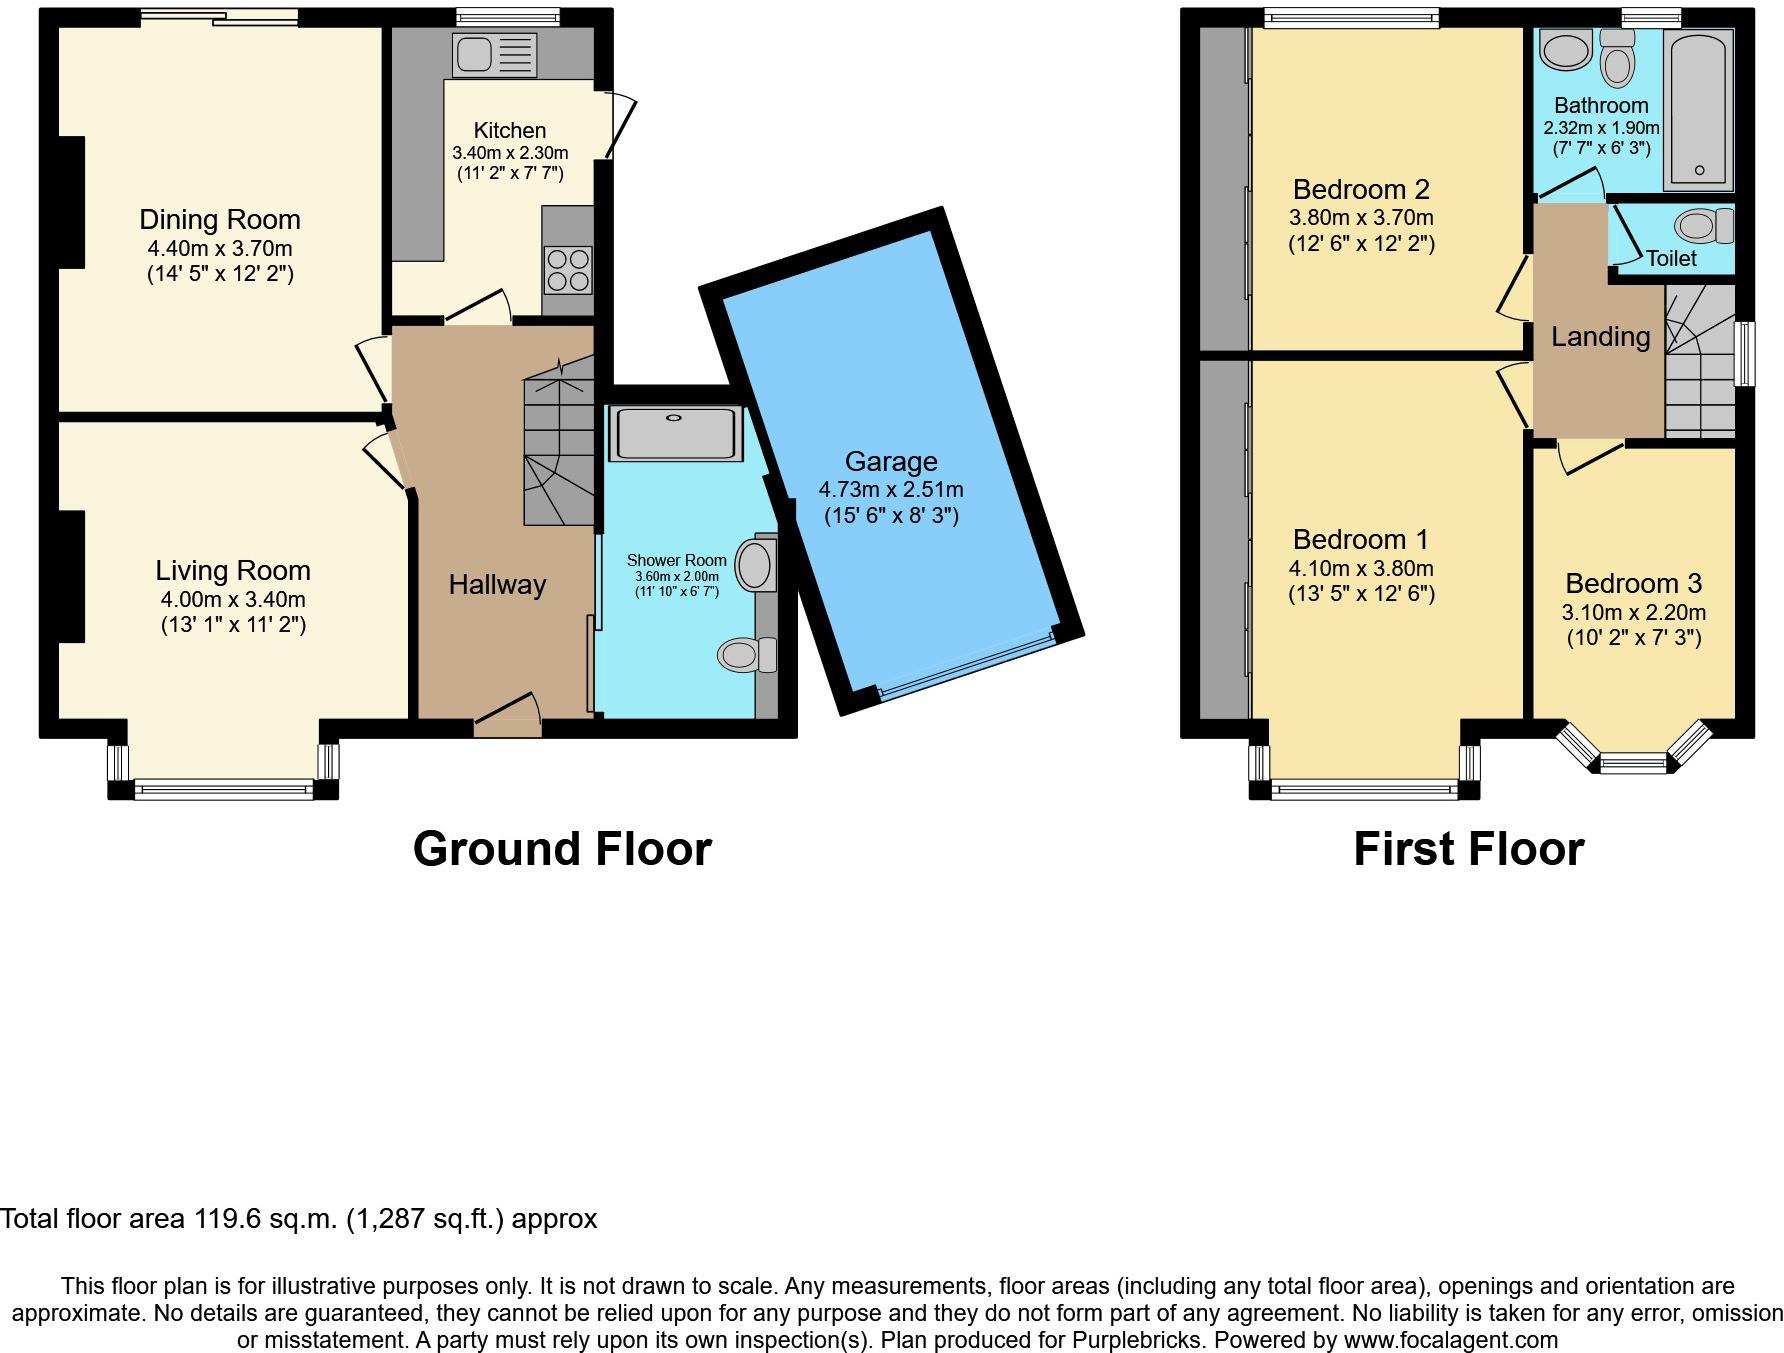 Dining Room
4.40m x 3.70m
(14' 5" x 12' 2")
Kitchen
3.40m x 2.30m
(11' 2" x 7' 7")
Living Room
4.00m x 3.40m
(13' 1" x 11' 2")
Hallway
Shower Room
3.60m x 2.00m
(11' 10" x 6' 7")
Garage
4.73m x 2.51m
(15' 6" x 8' 3")
Ground Floor
Bedroom 2
3.80m x 3.70m
(12' 6" x 12' 2")
Bathroom
2.32m x 1.90m
(7' 7" x 6' 3")
Toilet
Landing
Bedroom 1
4.10m x 3.80m
(13' 5" x 12' 6")
Bedroom 3
3.10m x 2.20m
(10' 2" x 7' 3")
First Floor
Total floor area 119.6 sq.m. (1,287 sq.ft.) approx
This floor plan is for illustrative purposes only. It is not drawn to scale. Any measurements, floor areas (including any total floor area), openings and orientation are
approximate. No details are guaranteed, they cannot be relied upon for any purpose and they do not form part of any agreement. No liability is taken for any error, omission
or misstatement. A party must rely upon its own inspection(s). Plan produced for Purplebricks. Powered by www.focalagent.com